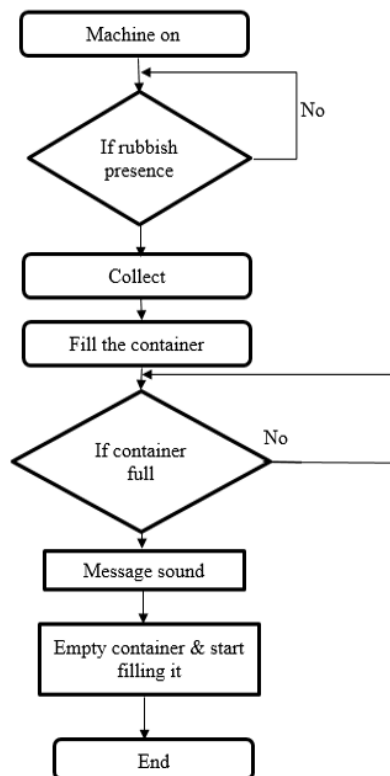 Machine on
No
If rubbish
presence
Collect
Fill the container
No
If container
full
Message sound
Empty container & start
filling it
End